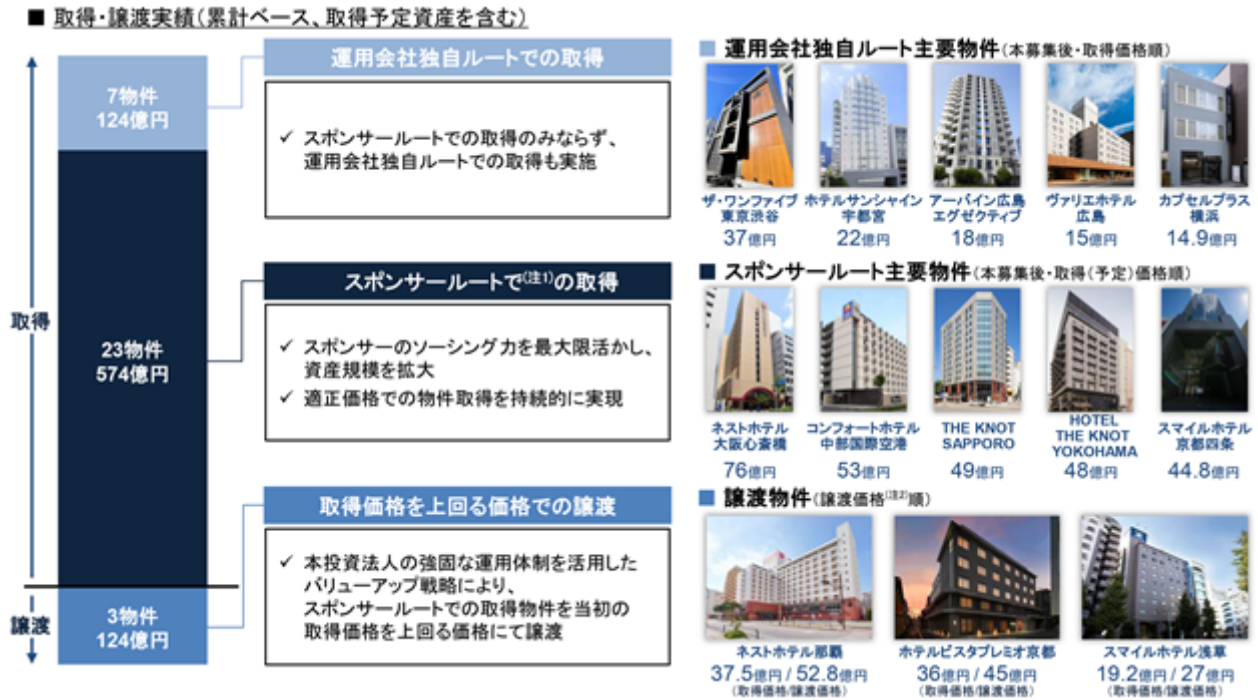 ■ 取得・譲渡実績(累計ベース、取得予定資産を含む)
取得
譲渡
7物件
124億円
23物件
574億円
3物件
124億円
運用会社独自ルートでの取得
✓ スポンサールートでの取得のみならず、
運用会社独自ルートでの取得も実施
スポンサールートで(注1)の取得
✓ スポンサーのソーシング力を最大限活かし、
資産規模を拡大
✓ 適正価格での物件取得を持続的に実現
取得価格を上回る価格での譲渡
✓ 本投資法人の強固な運用体制を活用した
バリューアップ戦略により、
スポンサールートでの取得物件を当初の
取得価格を上回る価格にて譲渡
■ 運用会社独自ルート主要物件(本募集後・取得価格順)
ザ・ワンファイブ
東京渋谷
37億円
ホテルサンシャイン
宇都宮
22億円
アーバイン広島
エグゼクティブ
18億円
ヴァリエホテル
広島
15億円
カプセルプラス
横浜
14.9億円
■ スポンサールート主要物件(本募集後・取得(予定)価格順)
ネストホテル
大阪心斎橋
76億円
コンフォートホテル
中部国際空港
53億円
THE KNOT
SAPPORO
49億円
HOTEL
THE KNOT
YOKOHAMA
48億円
スマイルホテル
京都四条
44.8億円
■ 譲渡物件(譲渡価格(注2)順)
ネストホテル那覇
37.5億円 / 52.8億円
(取得価格/譲渡価格)
ホテルビスタプレミオ京都
36億円 / 45億円
(取得価格/譲渡価格)
スマイルホテル浅草
19.2億円 / 27億円
(取得価格/譲渡価格)